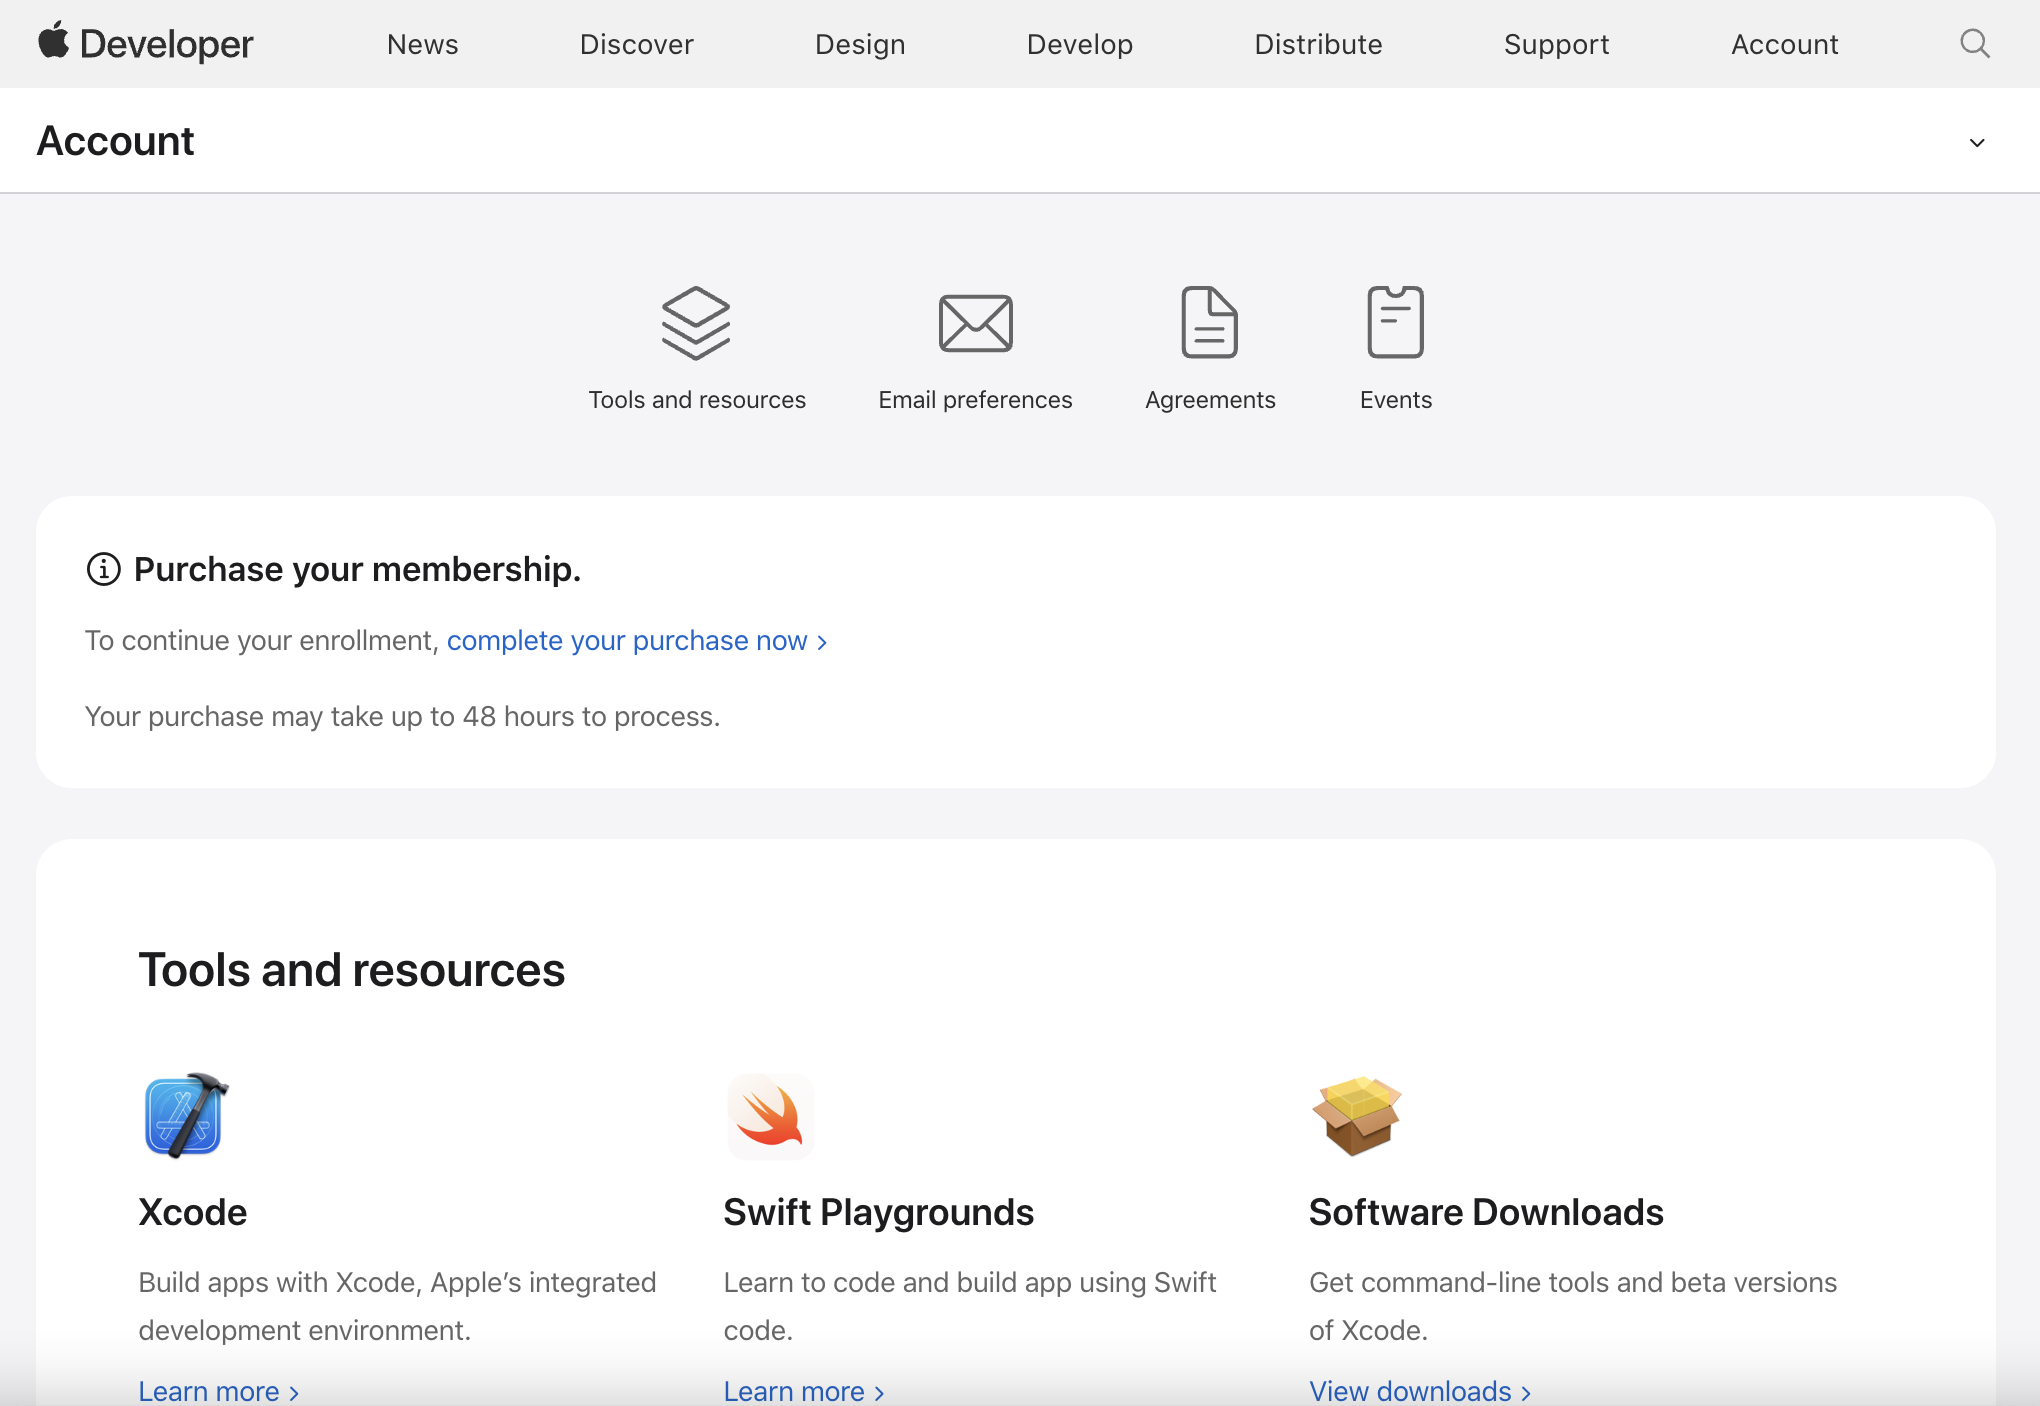 Developer
News
Discover
Design
Develop
Distribute
Support
Account
Account
Tools and resources
Email preferences
Agreements
Events
Purchase your membership.
To continue your enrollment, complete your purchase now >
Your purchase may take up to 48 hours to process.
Tools and resources
Xcode
Build apps with Xcode, Apple’s integrated
development environment.
Learn more >
Swift Playgrounds
Learn to code and build app using Swift
code.
Learn more >
Software Downloads
Get command-line tools and beta versions
of Xcode.
View downloads >